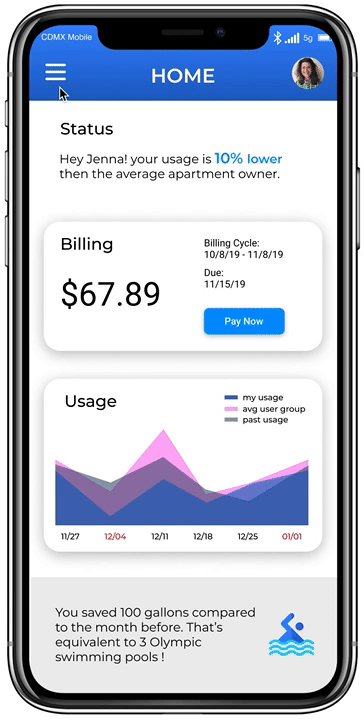 CDMX Mobile
5g
HOME
Status
Hey Jenna! your usage is 10% lower
then the average apartment owner.
Billing
$67.89
Billing Cycle:
10/8/19 - 11/8/19
Due:
11/15/19
Pay Now
Usage
my usage
avg user group
past usage
11/27 12/04 12/11 12/18 12/25 01/01
You saved 100 gallons compared
to the month before. That's
equivalent to 3 Olympic
swimming pools !